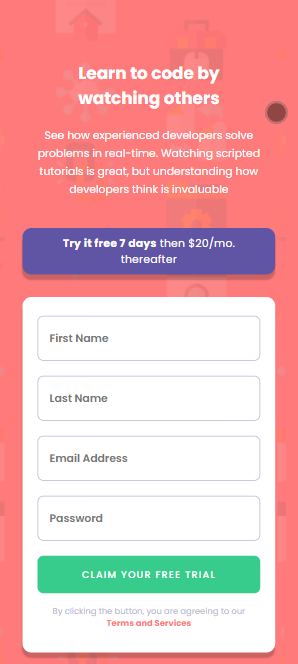 Learn to code by
watching others
See how experienced developers solve
problems in real-time. Watching scripted
tutorials is great, but understanding how
developers think is invaluable
Try it free 7 days then $20/mo.
thereafter
First Name
Last Name
Email Address
Password
CLAIM YOUR FREE TRIAL
By clicking the button, you are agreeing to our
Terms and Services